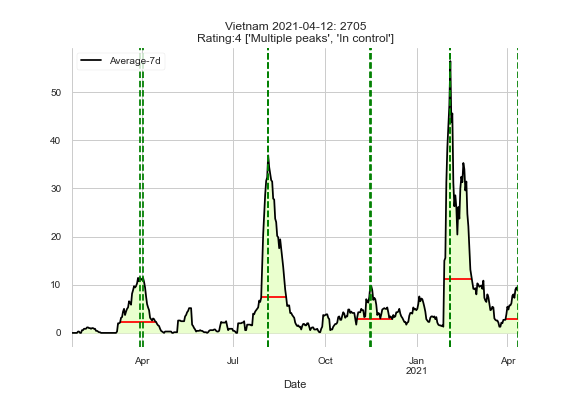 Vietnam 2021-04-12: 2705
Rating:4 ['Multiple peaks', 'In control']
Average-7d
50
40
30
20
10
0
Apr
Jul
Oct
Jan
2021
Apr
Date